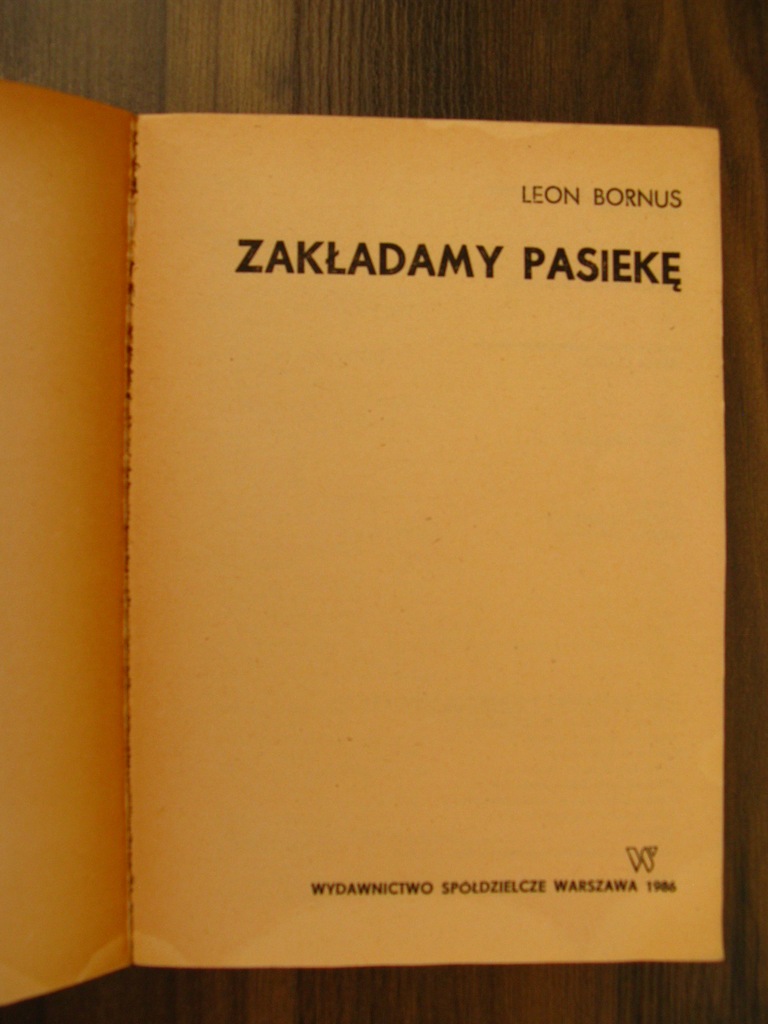 LEON BORNUS
ZAKŁADAMY PASIEKĘ
WS
WYDAWNICTWO SPÓŁDZIELCZE WARSZAWA 1986